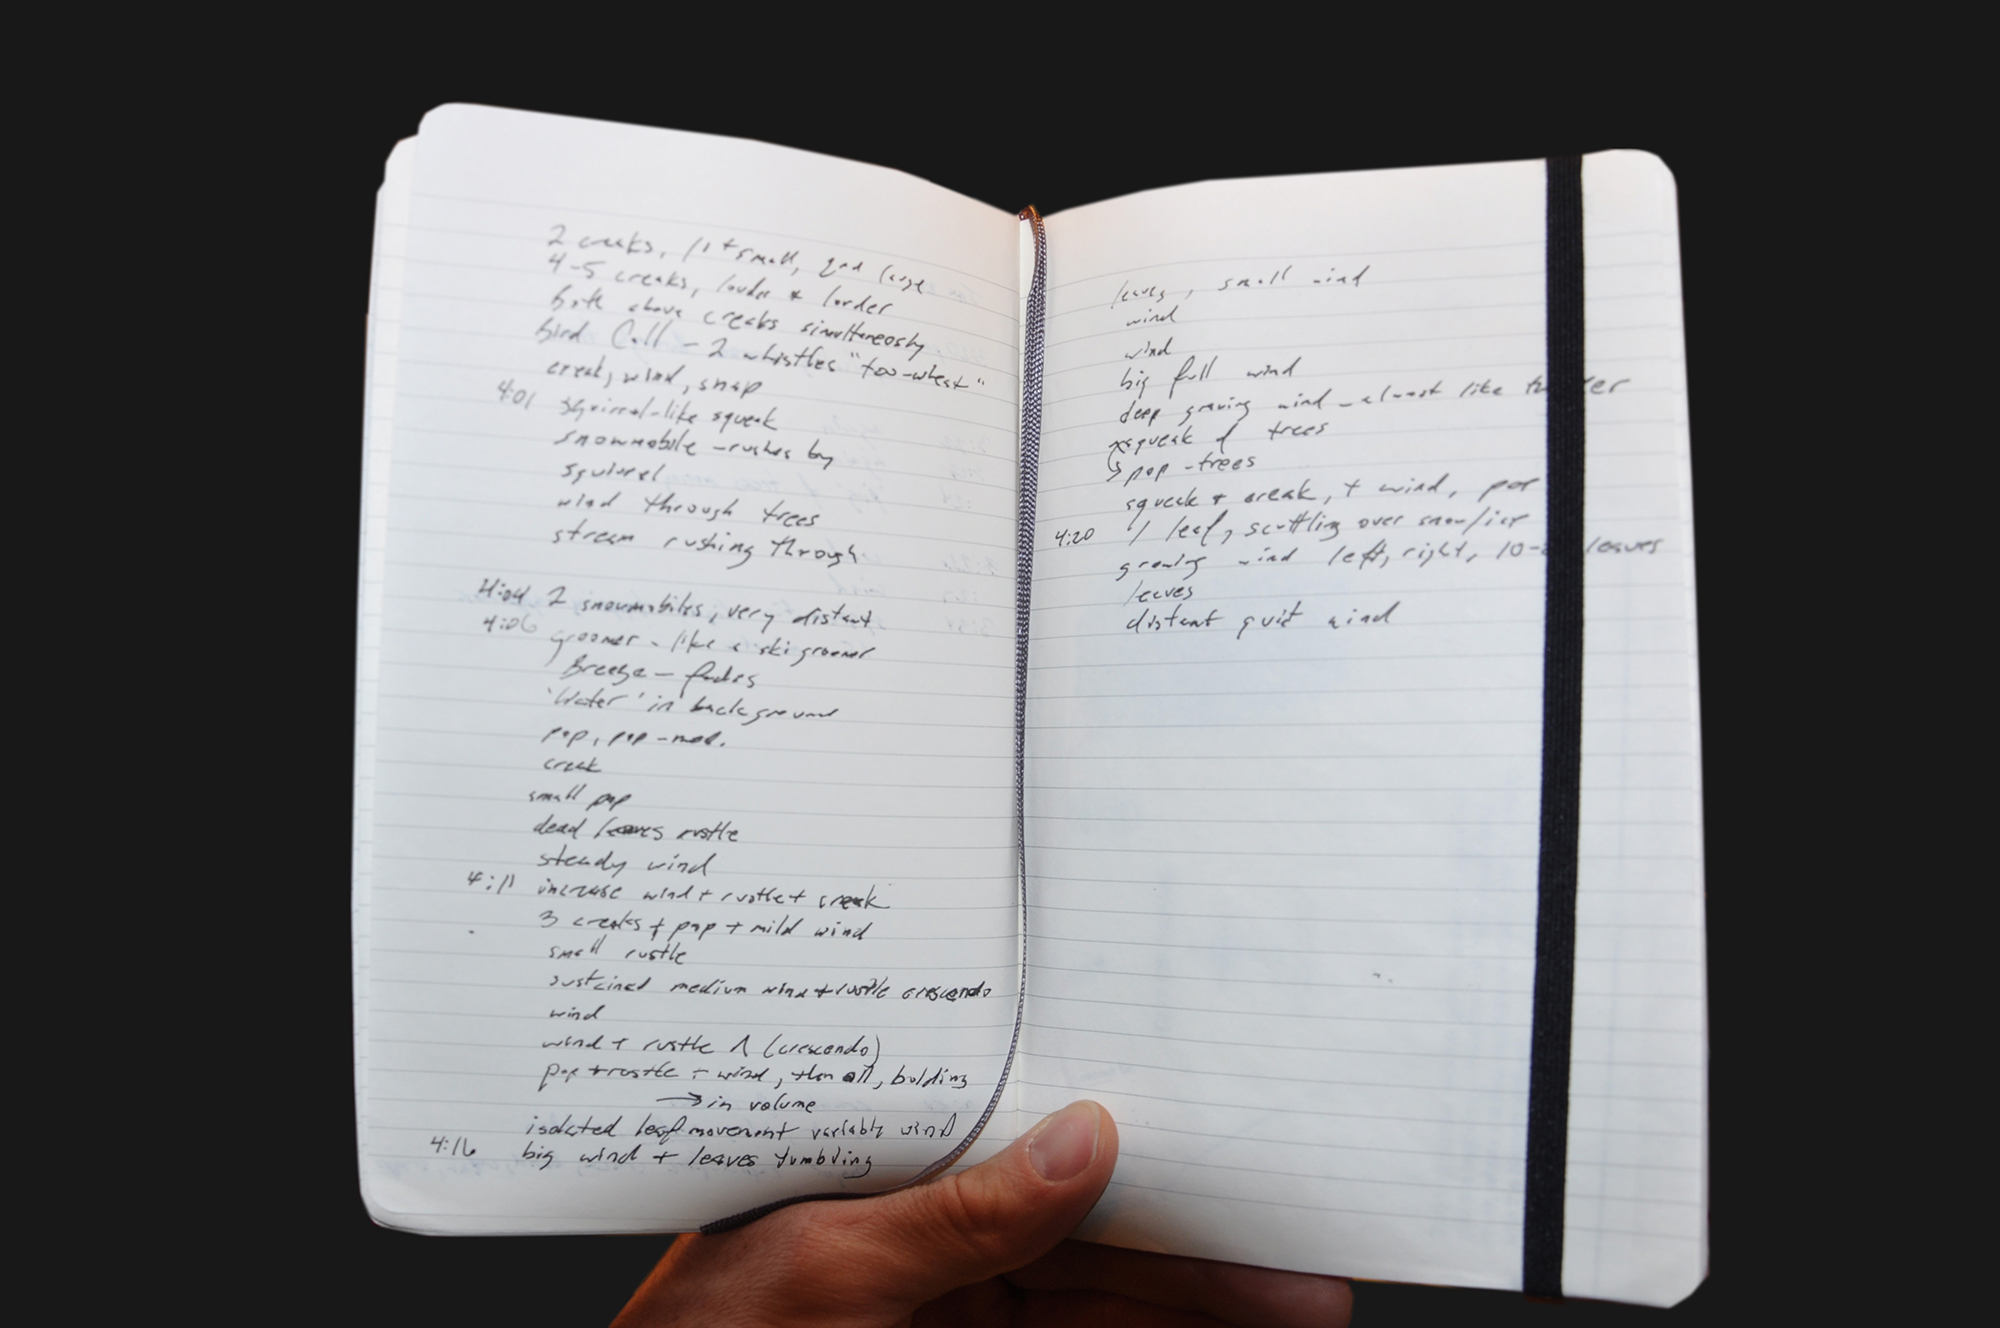 2 creaks, 1st small, 2nd large
4-5 creaks, louder & louder
both above creaks simultaneosly
bird Call - 2 whistles "too-wheet"
creak, wind, snap
4:01 squirrel-like squeak
snowmobile - rushes by
squirrel
wind through trees
stream rushing through
4:04 2 snowmobiles, very distant
4:06 groomer - like a ski groomer
Breeze - fades
'Water' in background
pop, pop - med.
creak
small pop
dead leaves rustle
steady wind
4:11 increase wind + rustle + creak
3 creaks + pop + mild wind
small rustle
sustained medium wind + rustle crescendo
wind
wind + rustle Λ (crescendo)
pop + rustle + wind, then all, building
→ in volume
isolated leaf movement variable wind
4:16 big wind + leaves tumbling
leaves, small wind
wind
wind
big full wind
deep growing wind - almost like
squeak of trees
pop - trees
squeak + creak, + wind, pop
4:20 1 leaf, scuttling over snow/ice
growing wind left, right, 10- leaves
leaves
distant quiet wind